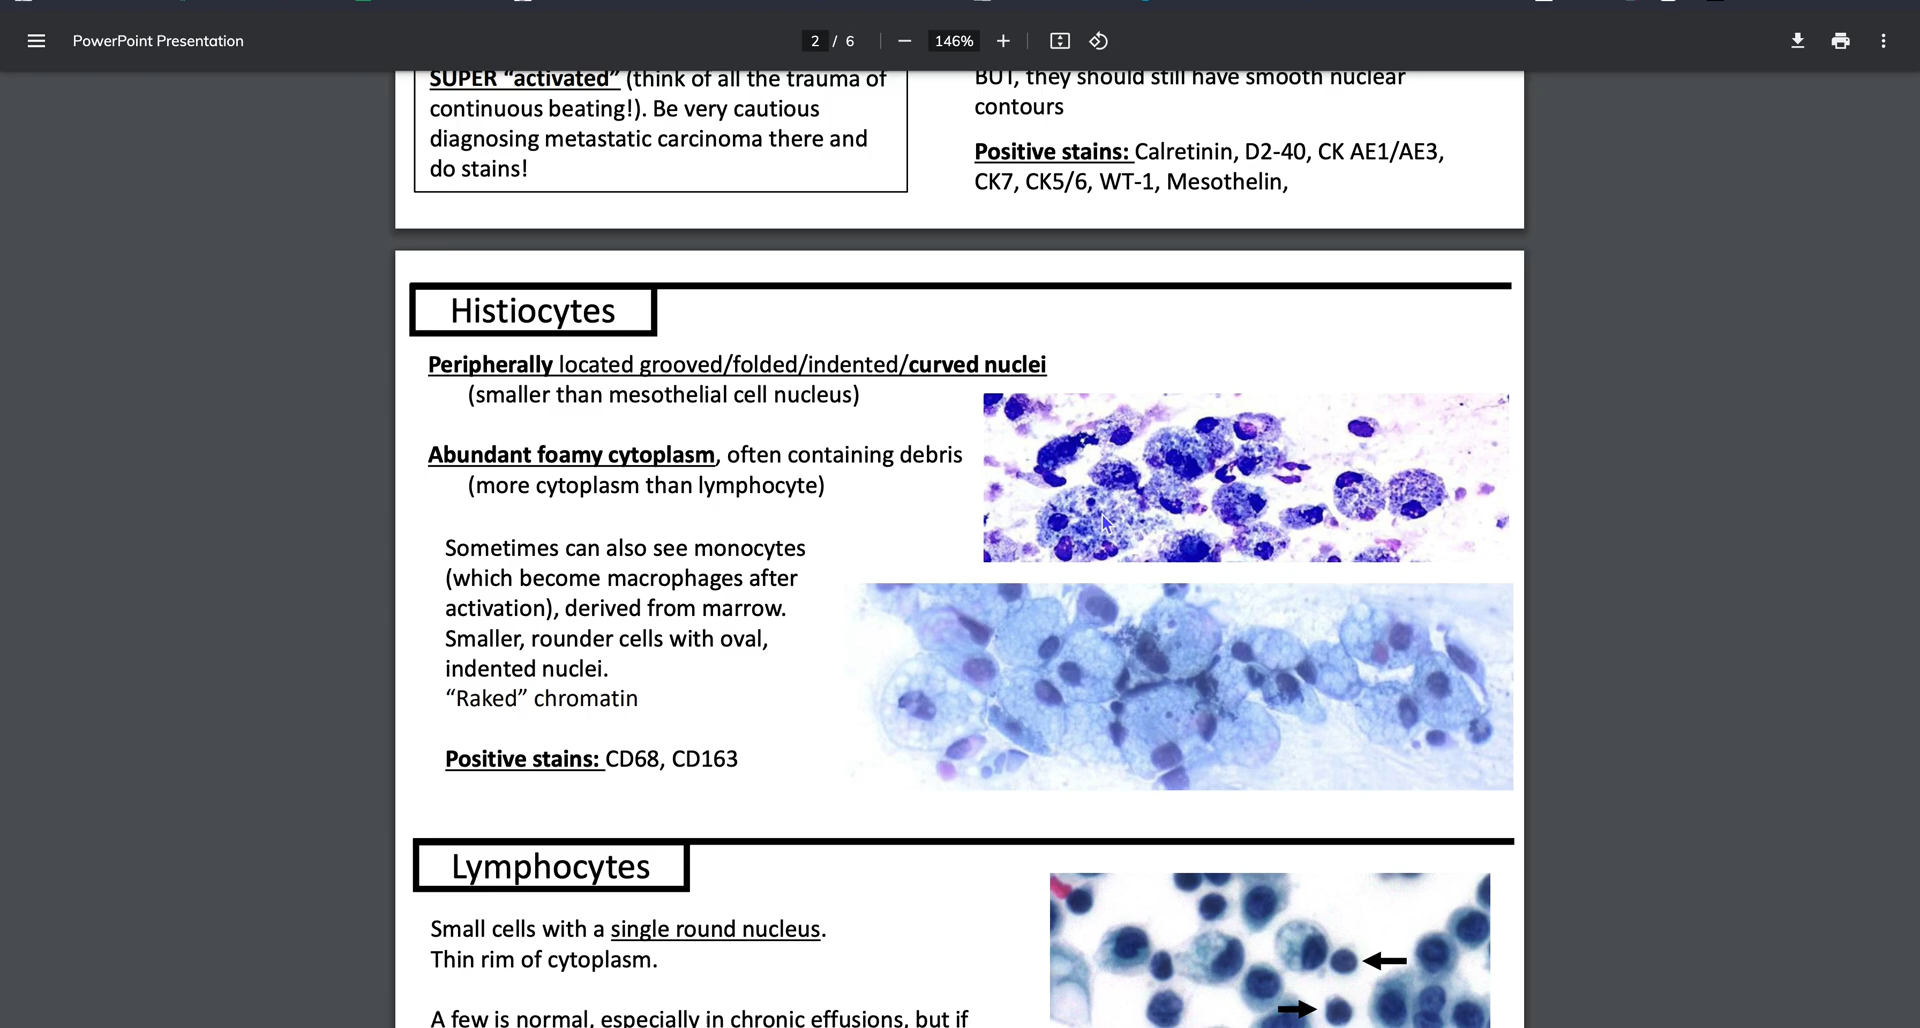 PowerPoint Presentation
2 / 6
146%
SUPER “activated” (think of all the trauma of
continuous beating!). Be very cautious
diagnosing metastatic carcinoma there and
do stains!
BUT, they should still have smooth nuclear
contours
Positive stains: Calretinin, D2-40, CK AE1/AE3,
CK7, CK5/6, WT-1, Mesothelin,
Histiocytes
Peripherally located grooved/folded/indented/curved nuclei
(smaller than mesothelial cell nucleus)
Abundant foamy cytoplasm, often containing debris
(more cytoplasm than lymphocyte)
Sometimes can also see monocytes
(which become macrophages after
activation), derived from marrow.
Smaller, rounder cells with oval,
indented nuclei.
“Raked” chromatin
Positive stains: CD68, CD163
Lymphocytes
Small cells with a single round nucleus.
Thin rim of cytoplasm.
A few is normal, especially in chronic effusions, but if